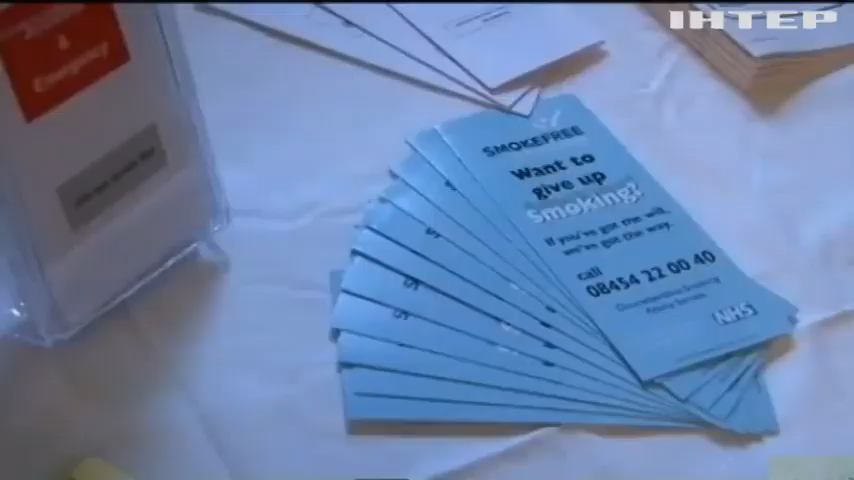 ІНТЕР
& 
Emergency
SMOKEFREE
Want to
give up
Smoking?
If you've got the will,
we've got the way.
call
08454 22 00 40
NHS